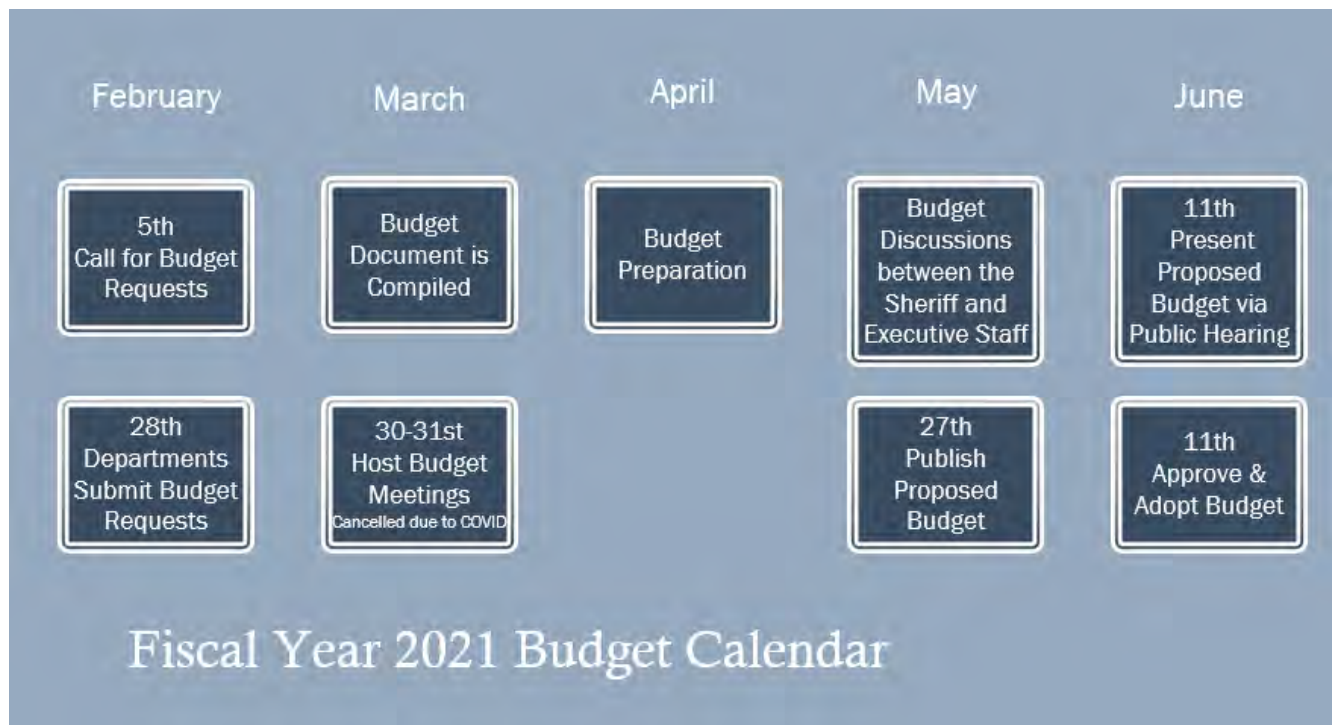 February
March
April
May
June
5th
Call for Budget
Requests
Budget
Document is
Compiled
Budget
Preparation
Budget
Discussions
between the
Sheriff and
Executive Staff
11th
Present
Proposed
Budget via
Public Hearing
28th
Departments
Submit Budget
Requests
30-31st
Host Budget
Meetings
Cancelled due to COVID
27th
Publish
Proposed
Budget
11th
Approve &
Adopt Budget
Fiscal Year 2021 Budget Calendar